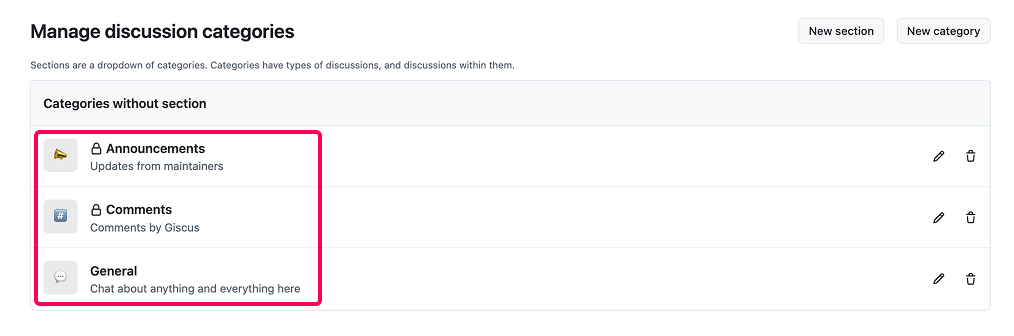 Manage discussion categories
New section
New category
Sections are a dropdown of categories. Categories have types of discussions, and discussions within them.
Categories without section
Announcements
Updates from maintainers
#
Comments
Comments by Giscus
General
Chat about anything and everything here